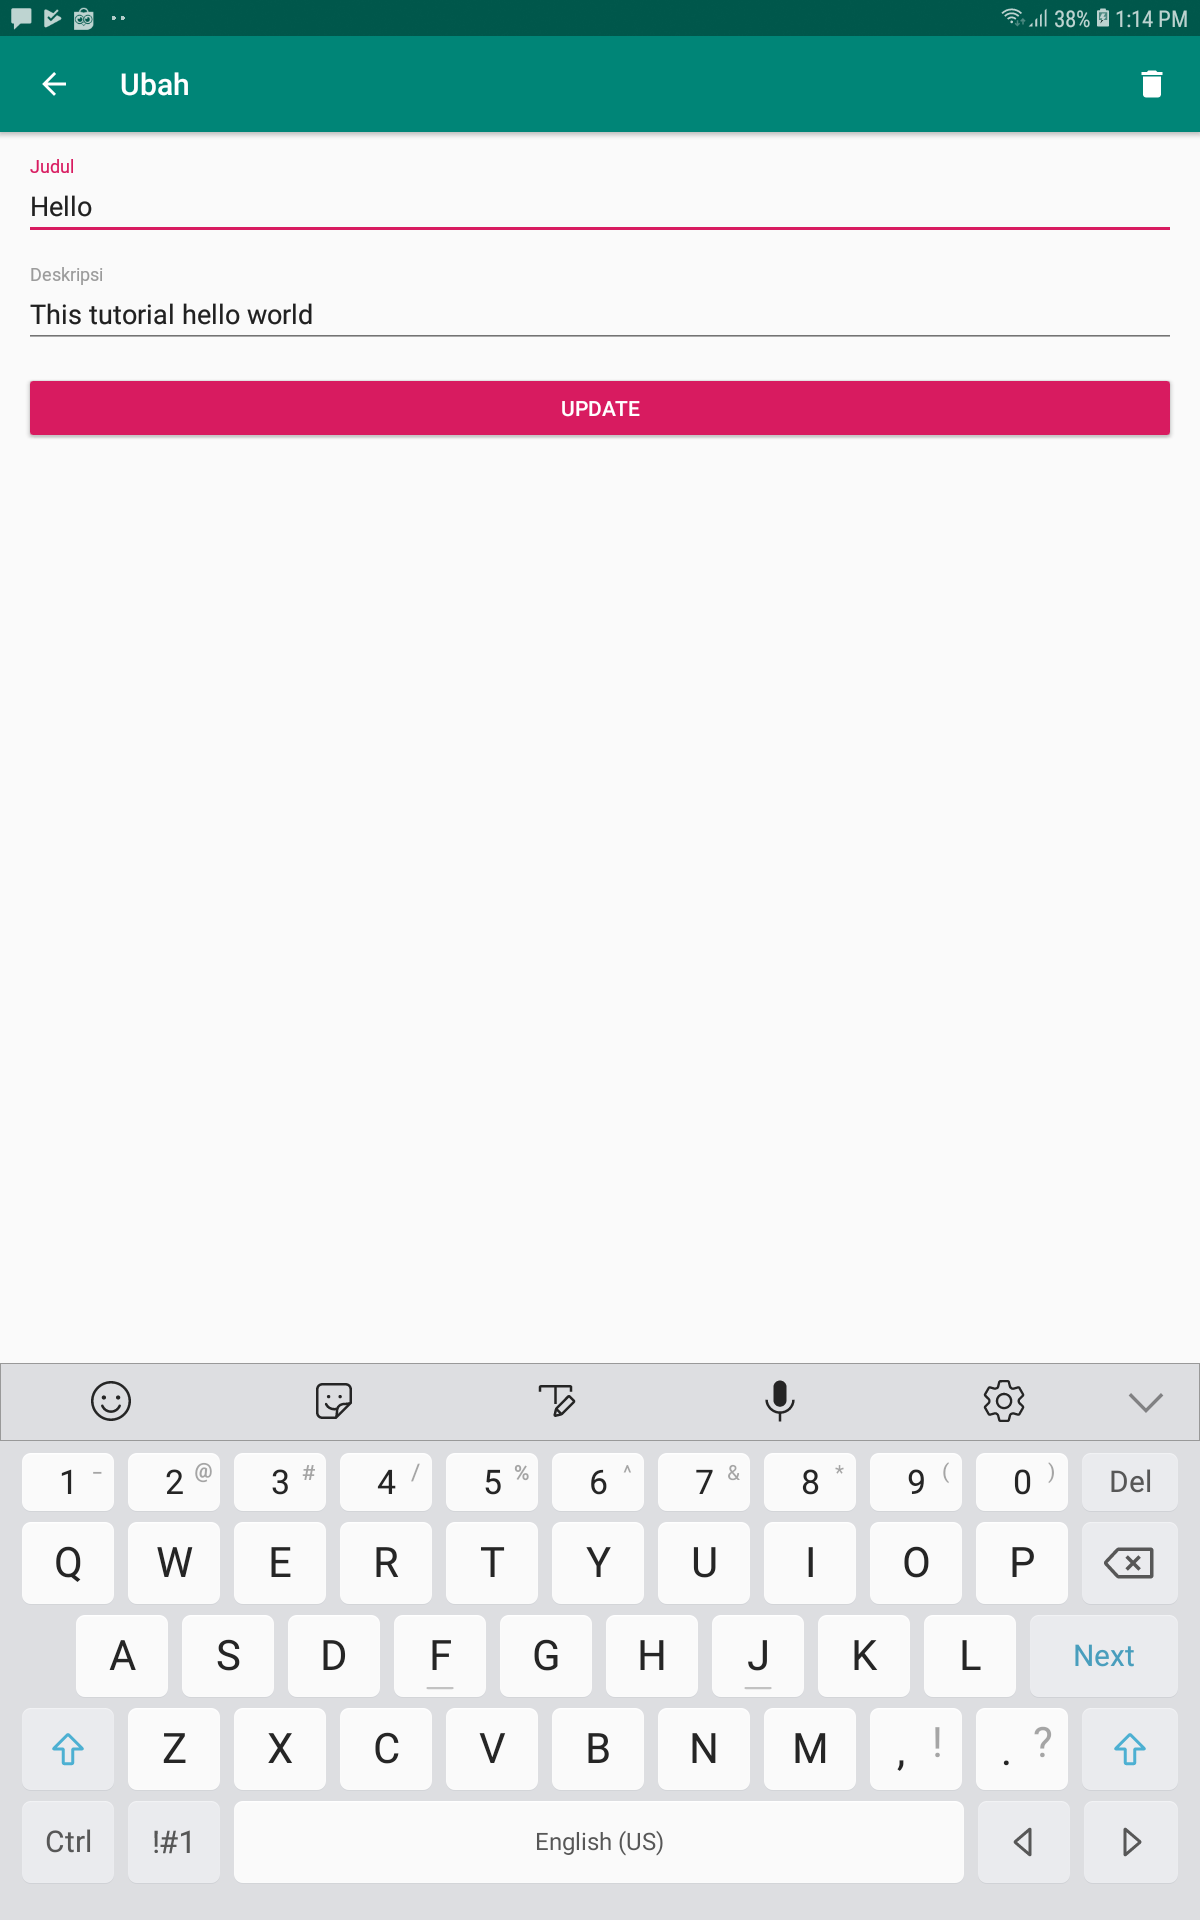 38% 1:14 PM
Ubah
Judul
Hello
Deskripsi
This tutorial hello world
UPDATE
1 - 2 @ 3 # 4 / 5 % 6 ^ 7 & 8 * 9 ( 0 ) Del
Q W E R T Y U I O P
A S D F G H J K L Next
Z X C V B N M , ! . ?
Ctrl !#1 English (US)